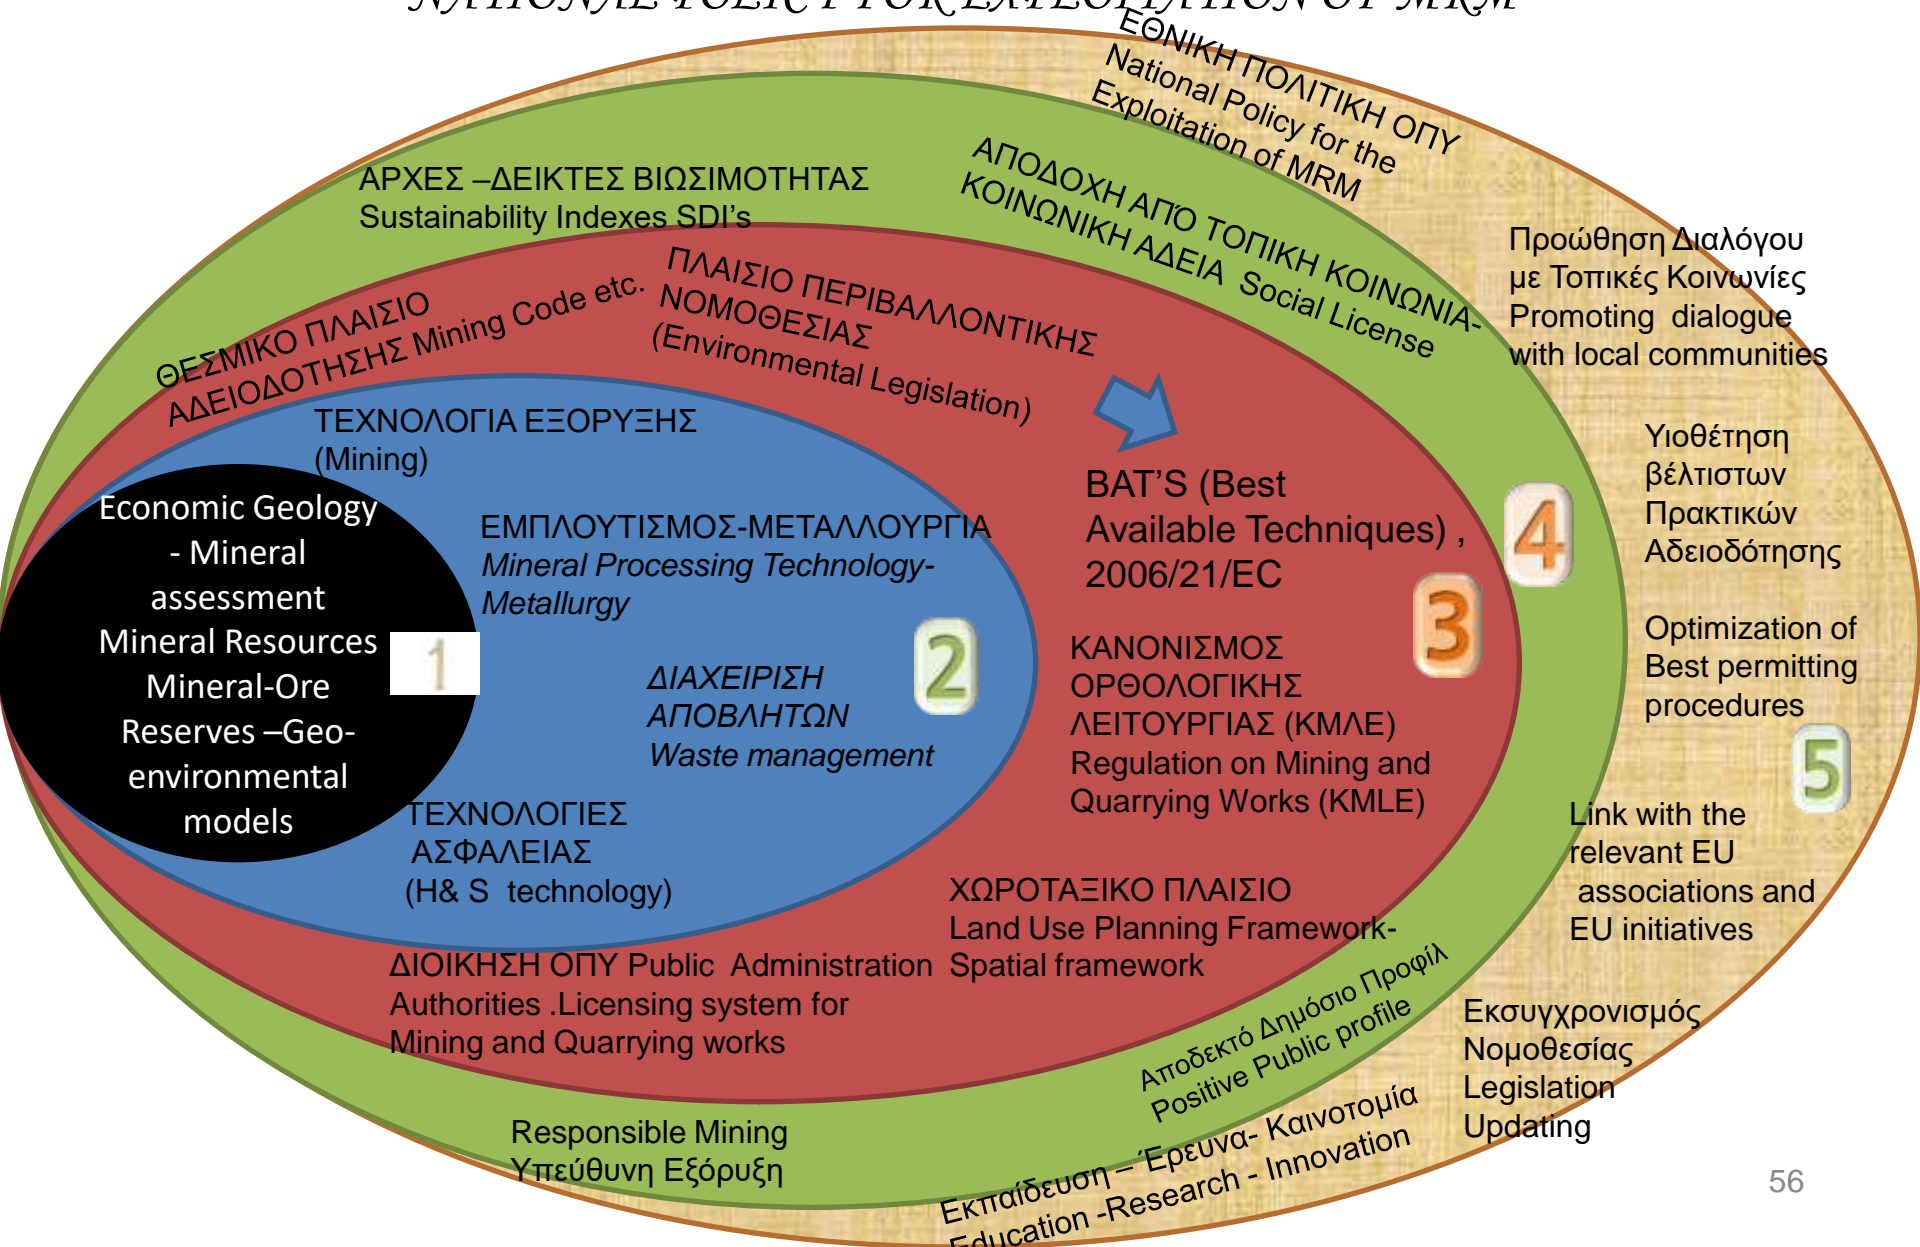 NATIONAL POLICY FOR EXPLOITATION OF MRM
ΕΘΝΙΚΗ ΠΟΛΙΤΙΚΗ ΟΠΥ
National Policy for the
Exploitation of MRM
ΑΡΧΕΣ –ΔΕΙΚΤΕΣ ΒΙΩΣΙΜΟΤΗΤΑΣ
Sustainability Indexes SDI’s
ΑΠΟΔΟΧΗ ΑΠΌ ΤΟΠΙΚΗ ΚΟΙΝΩΝΙΑ-
ΚΟΙΝΩΝΙΚΗ ΑΔΕΙΑ Social License
Προώθηση Διαλόγου
με Τοπικές Κοινωνίες
Promoting dialogue
with local communities
ΘΕΣΜΙΚΟ ΠΛΑΙΣΙΟ
ΑΔΕΙΟΔΟΤΗΣΗΣ Mining Code etc.
ΠΛΑΙΣΙΟ ΠΕΡΙΒΑΛΛΟΝΤΙΚΗΣ
ΝΟΜΟΘΕΣΙΑΣ
(Environmental Legislation)
ΤΕΧΝΟΛΟΓΙΑ ΕΞΟΡΥΞΗΣ
(Mining)
Economic Geology
- Mineral
assessment
Mineral Resources
Mineral-Ore
Reserves –Geo-
environmental
models
1
ΕΜΠΛΟΥΤΙΣΜΟΣ-ΜΕΤΑΛΛΟΥΡΓΙΑ
Mineral Processing Technology-
Metallurgy
ΔΙΑΧΕΙΡΙΣΗ
ΑΠΟΒΛΗΤΩΝ
Waste management
2
ΤΕΧΝΟΛΟΓΙΕΣ
ΑΣΦΑΛΕΙΑΣ
(H& S technology)
BAT’S (Best
Available Techniques) ,
2006/21/EC
3
4
ΚΑΝΟΝΙΣΜΟΣ
ΟΡΘΟΛΟΓΙΚΗΣ
ΛΕΙΤΟΥΡΓΙΑΣ (ΚΜΛΕ)
Regulation on Mining and
Quarrying Works (KMLE)
ΧΩΡΟΤΑΞΙΚΟ ΠΛΑΙΣΙΟ
Land Use Planning Framework-
Spatial framework
ΔΙΟΙΚΗΣΗ ΟΠΥ Public Administration
Authorities .Licensing system for
Mining and Quarrying works
Υιοθέτηση
βέλτιστων
Πρακτικών
Αδειοδότησης
Optimization of
Best permitting
procedures
5
Link with the
relevant EU
associations and
EU initiatives
Αποδεκτό Δημόσιο Προφίλ
Positive Public profile
Εκσυγχρονισμός
Νομοθεσίας
Legislation
Updating
Responsible Mining
Υπεύθυνη Εξόρυξη
Εκπαίδευση – Έρευνα- Καινοτομία
Education -Research - Innovation
56